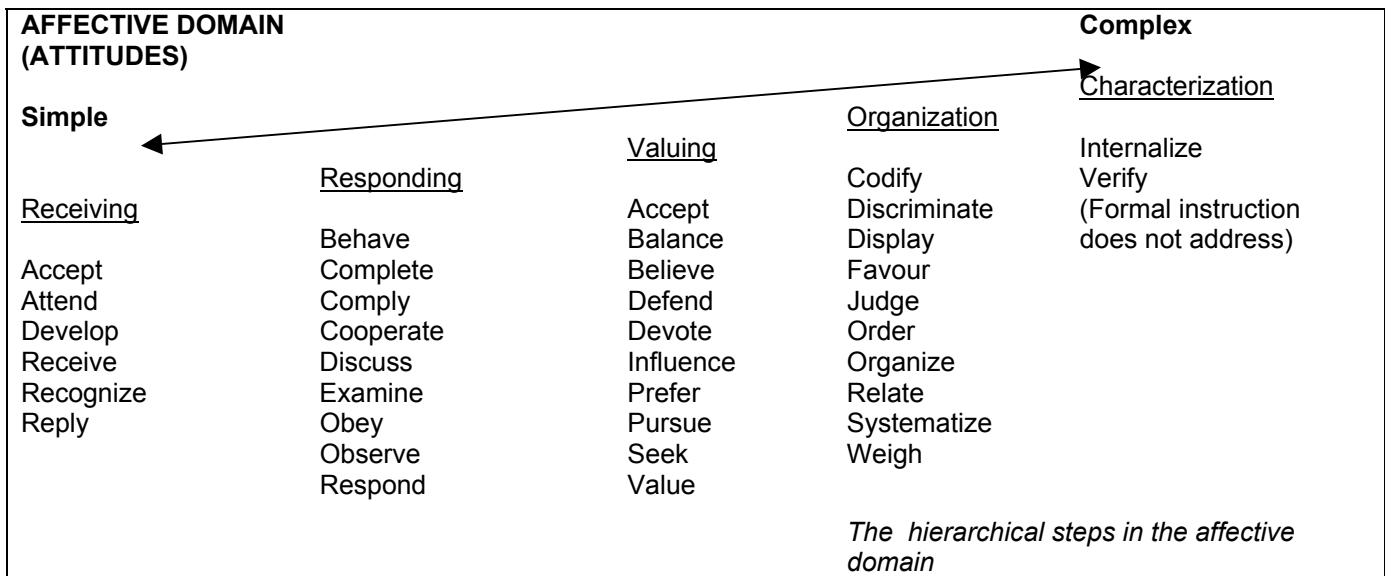 AFFECTIVE DOMAIN
(ATTITUDES)
Simple
Receiving
Accept
Attend
Develop
Receive
Recognize
Reply
Responding
Behave
Complete
Comply
Cooperate
Discuss
Examine
Obey
Observe
Respond
Valuing
Accept
Balance
Believe
Defend
Devote
Influence
Prefer
Pursue
Seek
Value
Organization
Codify
Discriminate
Display
Favour
Judge
Order
Organize
Relate
Systematize
Weigh
Complex
Characterization
Internalize
Verify
(Formal instruction
does not address)
The hierarchical steps in the affective
domain